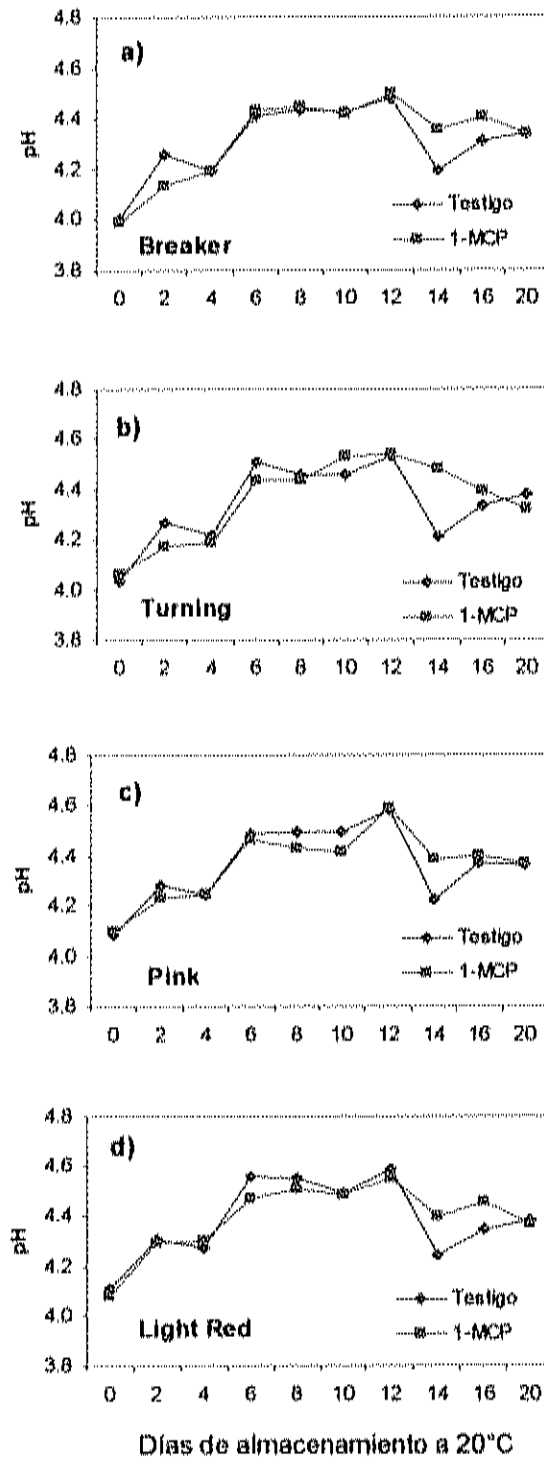 4.8
a)
4.6
4.4
pH
4.2
Testigo
4.0
1-MCP
Breaker
3.8
0 2 4 6 8 10 12 14 16 20
4.8
b)
4.6
4.4
pH
4.2
Testigo
4.0
1-MCP
Turning
3.8
0 2 4 6 8 10 12 14 16 20
4.8
c)
4.6
4.4
pH
4.2
Testigo
4.0
1-MCP
Pink
3.8
0 2 4 6 8 10 12 14 16 20
4.8
d)
4.6
4.4
pH
4.2
Testigo
4.0
1-MCP
Light Red
3.8
0 2 4 6 8 10 12 14 16 20
Días de almacenamiento a 20°C